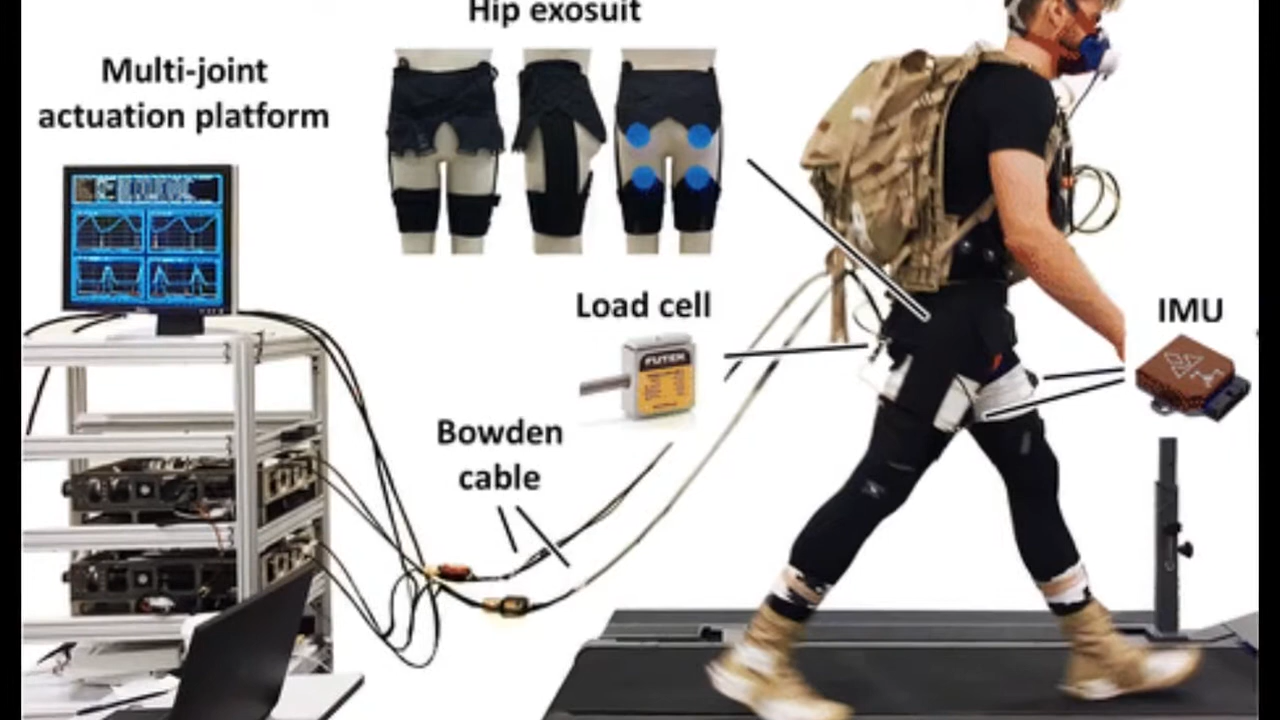 Hip exosuit
Multi-joint
actuation platform
Load cell
IMU
FUTEK
Bowden
cable